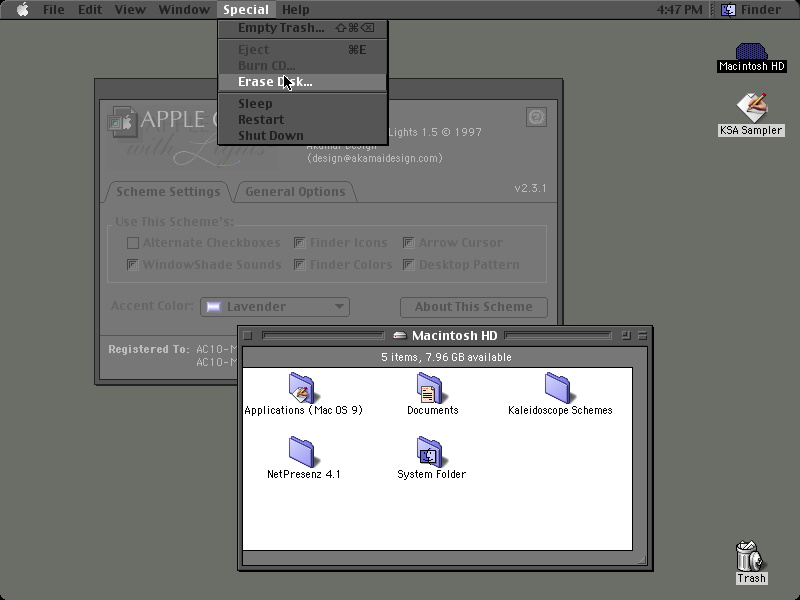 File Edit View Window Special Help 4:47 PM Finder
Empty Trash... ⇧⌘⌫
Eject ⌘E
Burn CD...
Erase Disk...
Sleep
Restart
Shut Down
Macintosh HD
KSA Sampler
APPLE
with Lights
Lights 1.5 © 1997
Akamai Design
(design@akamaidesign.com)
Scheme Settings General Options v2.3.1
Use This Scheme's:
Alternate Checkboxes Finder Icons Arrow Cursor
WindowShade Sounds Finder Colors Desktop Pattern
Accent Color: Lavender About This Scheme
Registered To: AC10-M
AC10-M
Macintosh HD
5 items, 7.96 GB available
Applications (Mac OS 9) Documents Kaleidoscope Schemes
NetPresenz 4.1 System Folder
Trash